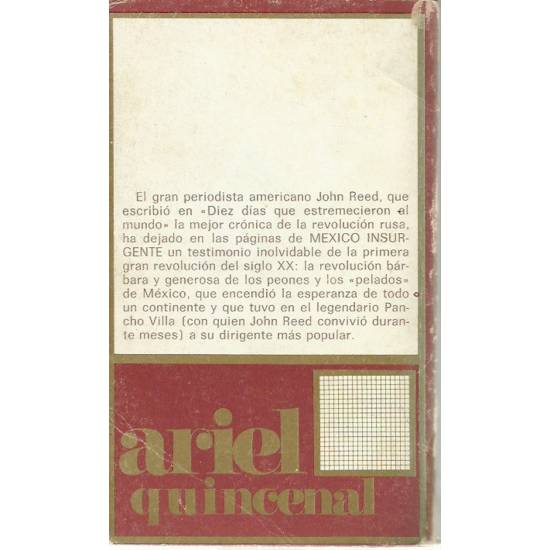 El gran periodista americano John Reed, que
escribió en «Diez días que estremecieron al
mundo» la mejor crónica de la revolución rusa,
ha dejado en las páginas de MEXICO INSUR-
GENTE un testimonio inolvidable de la primera
gran revolución del siglo XX: la revolución bár-
bara y generosa de los peones y los «pelados»
de México, que encendió la esperanza de todo
un continente y que tuvo en el legendario Pan-
cho Villa (con quien John Reed convivió duran-
te meses) a su dirigente más popular.
ariel
quincenal